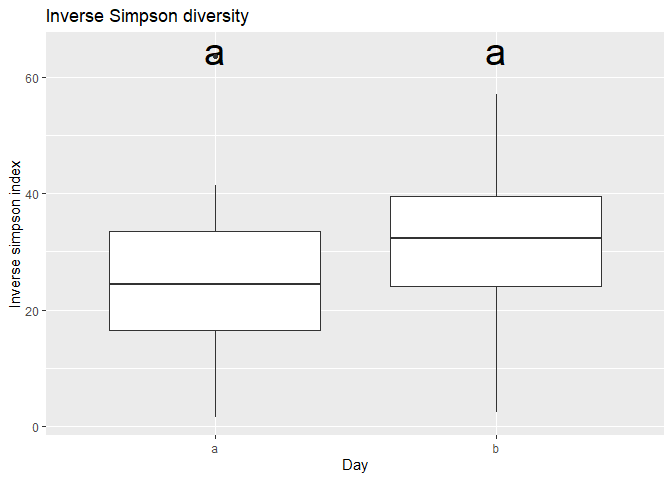 Inverse Simpson diversity
a a
60
40
20
0
Inverse simpson index
a b
Day